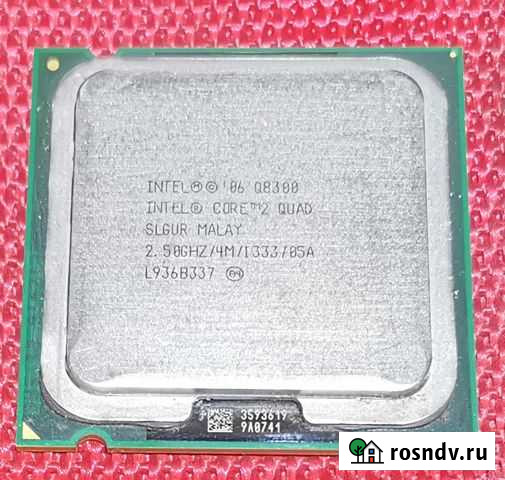 INTEL® ©'06 Q8300
INTEL® CORE™2 QUAD
SLGUR MALAY
2.50GHZ/4M/1333/05A
L936B337
3593619
9A0741
rosndv.ru